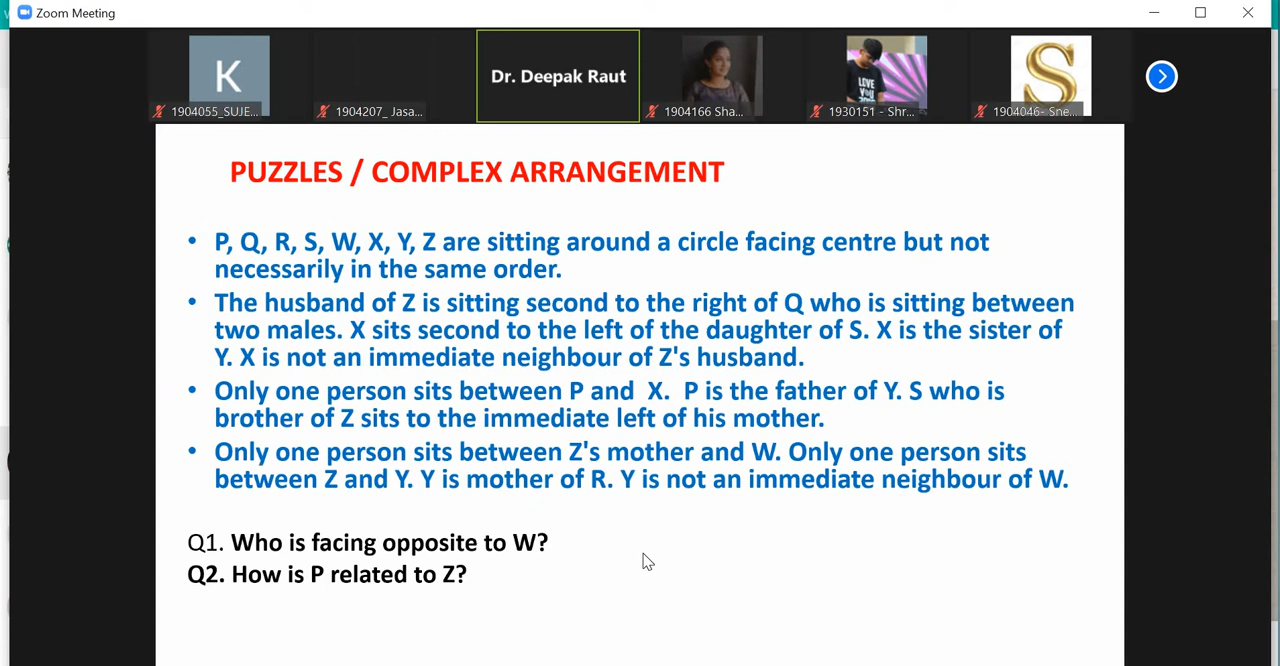 Zoom Meeting
K
Dr. Deepak Raut
LOVE
YOU
S
1904055_SUJE...
1904207_ Jasa...
1904166 Sha...
1930151 - Shr...
1904046- Sne...
PUZZLES / COMPLEX ARRANGEMENT
• P, Q, R, S, W, X, Y, Z are sitting around a circle facing centre but not
necessarily in the same order.
• The husband of Z is sitting second to the right of Q who is sitting between
two males. X sits second to the left of the daughter of S. X is the sister of
Y. X is not an immediate neighbour of Z's husband.
• Only one person sits between P and X. P is the father of Y. S who is
brother of Z sits to the immediate left of his mother.
• Only one person sits between Z's mother and W. Only one person sits
between Z and Y. Y is mother of R. Y is not an immediate neighbour of W.
Q1. Who is facing opposite to W?
Q2. How is P related to Z?